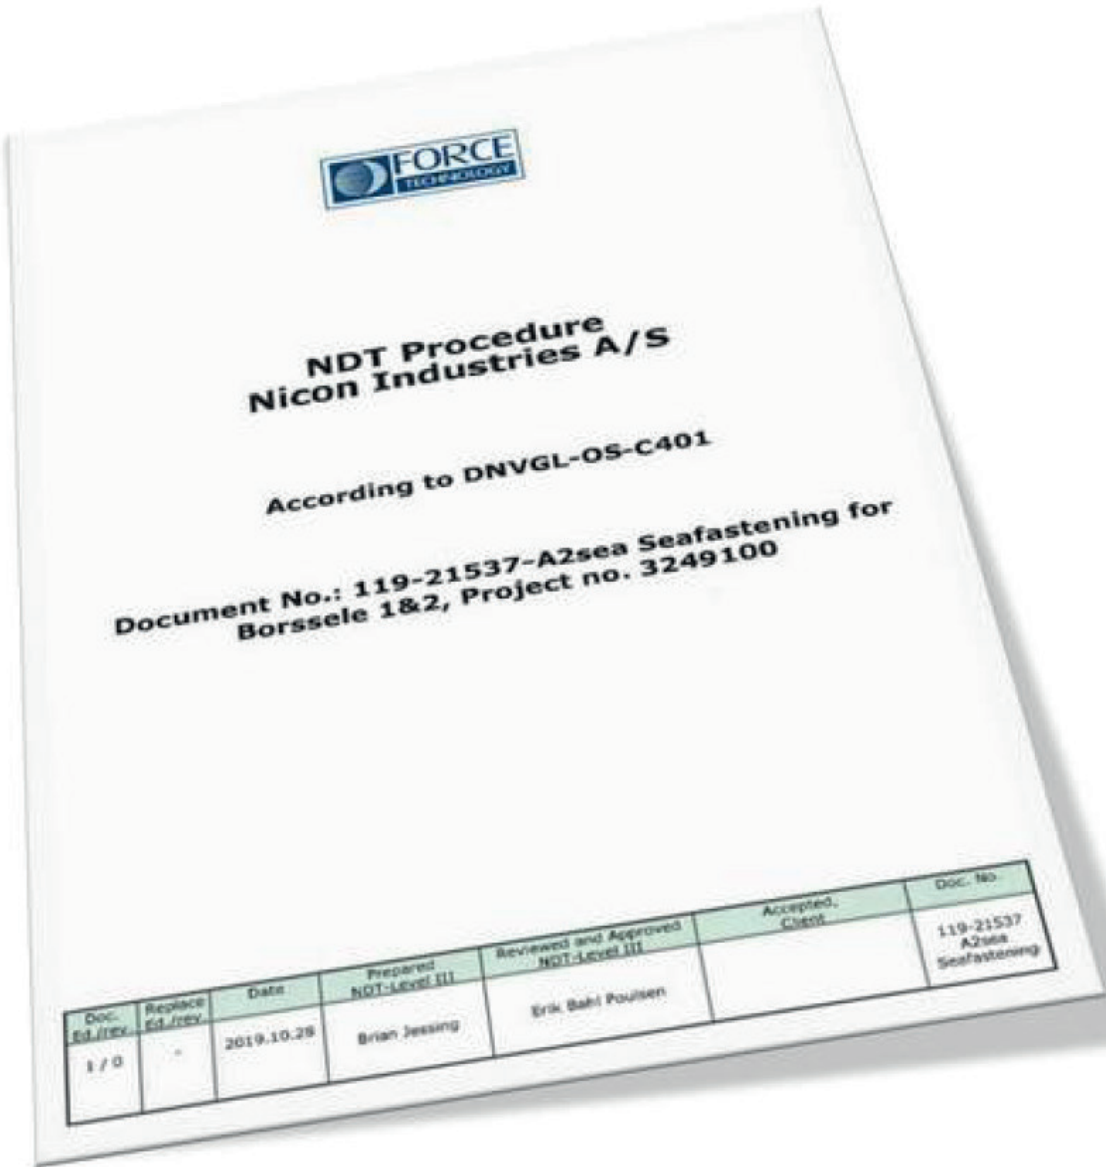 FORCE
TECHNOLOGY
NDT Procedure
Nicon Industries A/S
According to DNVGL-OS-C401
Document No.: 119-21537-A2sea Seafastening for
Borssele 1&2, Project no. 3249100
Doc.
Ed./rev.
Replace
Ed./rev.
Date
Prepared
NDT-Level III
Reviewed and Approved
NDT-Level III
Accepted,
Client
Doc. No.
1 / 0
-
2019.10.28
Brian Jessing
Erik Bahl Poulsen
119-21537
A2sea
Seafastening